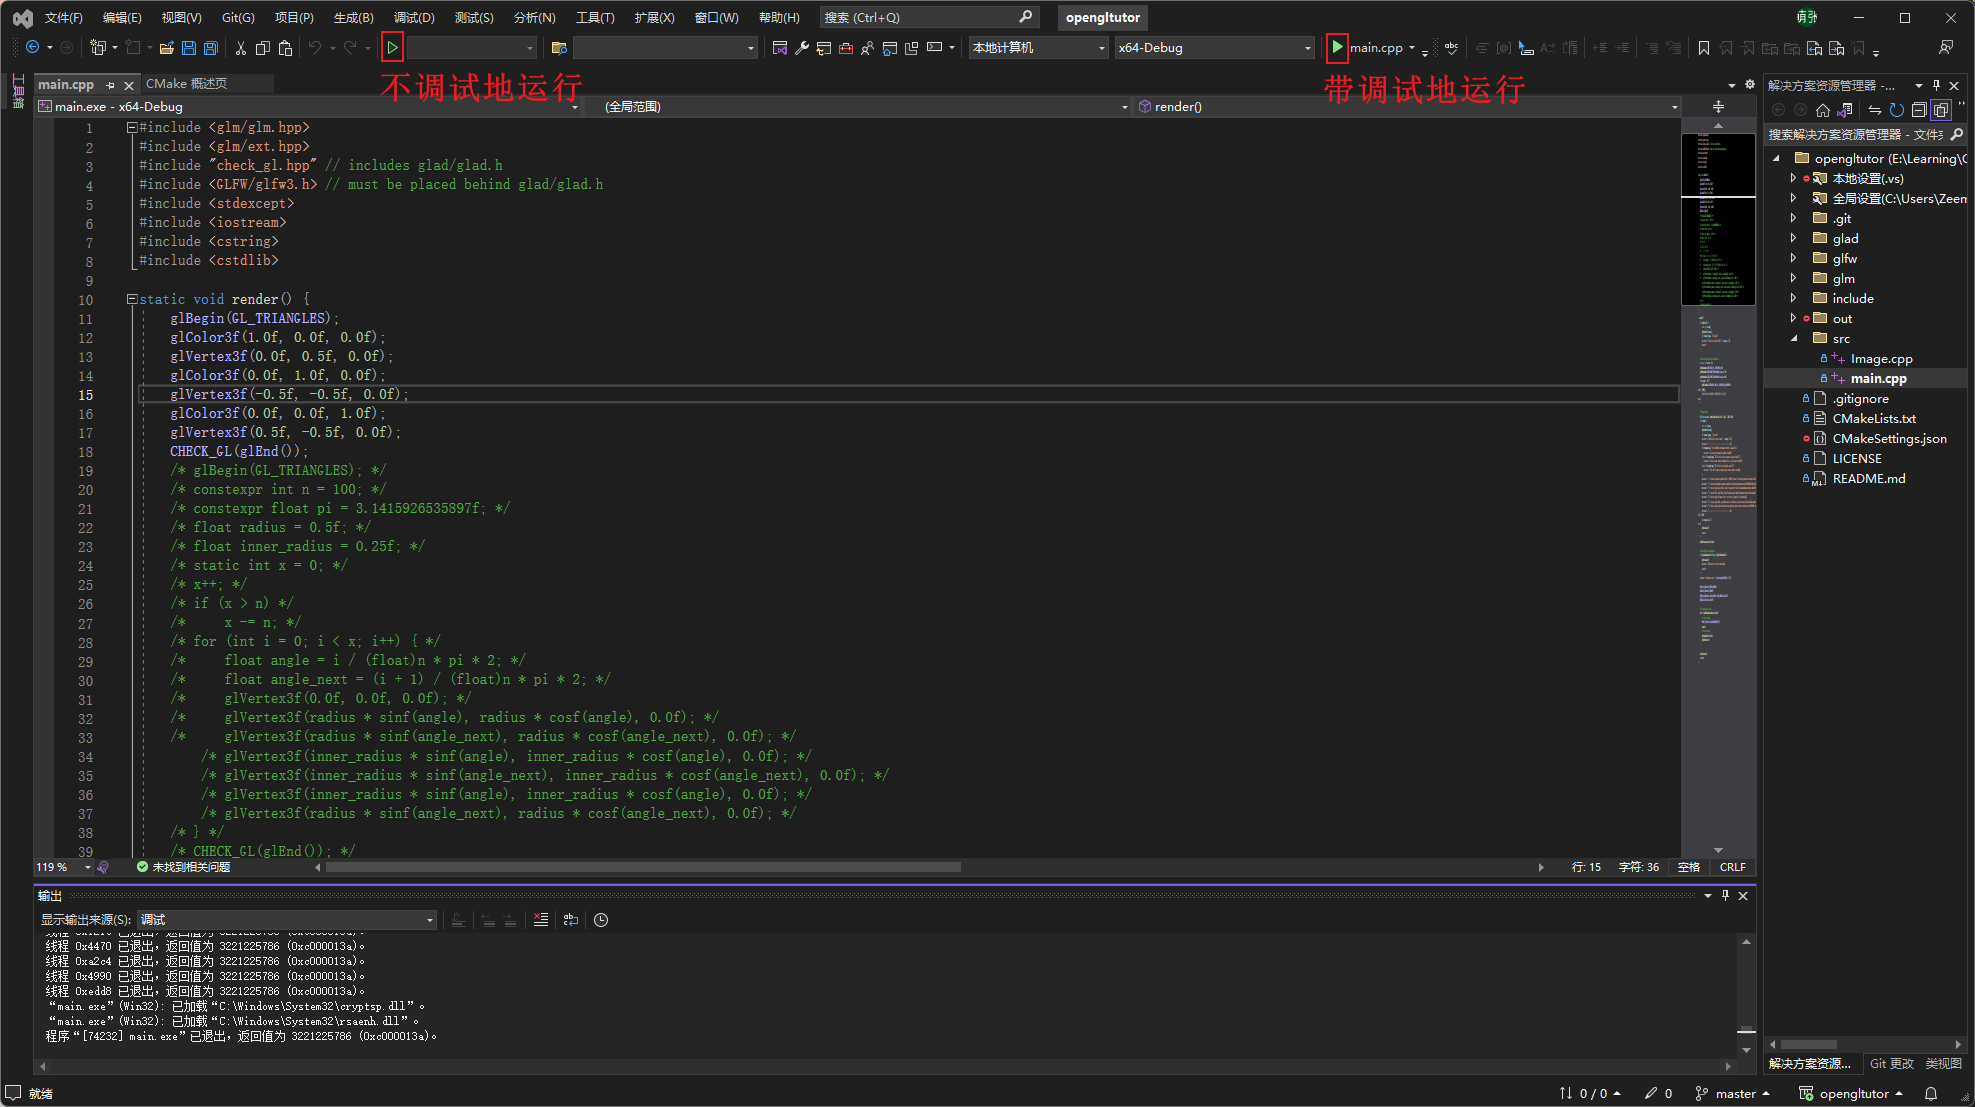 文件(F) 编辑(E) 视图(V) Git(G) 项目(P) 生成(B) 调试(D) 测试(S) 分析(N) 工具(T) 扩展(X) 窗口(W) 帮助(H) 搜索 (Ctrl+Q) opengltutor
本地计算机 x64-Debug main.cpp
main.cpp CMake 概述页 不调试地运行 带调试地运行
main.exe - x64-Debug (全局范围) render()
1 #include <glm/glm.hpp>
2 #include <glm/ext.hpp>
3 #include "check_gl.hpp" // includes glad/glad.h
4 #include <GLFW/glfw3.h> // must be placed behind glad/glad.h
5 #include <stdexcept>
6 #include <iostream>
7 #include <cstring>
8 #include <cstdlib>
9
10 static void render() {
11 glBegin(GL_TRIANGLES);
12 glColor3f(1.0f, 0.0f, 0.0f);
13 glVertex3f(0.0f, 0.5f, 0.0f);
14 glColor3f(0.0f, 1.0f, 0.0f);
15 glVertex3f(-0.5f, -0.5f, 0.0f);
16 glColor3f(0.0f, 0.0f, 1.0f);
17 glVertex3f(0.5f, -0.5f, 0.0f);
18 CHECK_GL(glEnd());
19 /* glBegin(GL_TRIANGLES); */
20 /* constexpr int n = 100; */
21 /* constexpr float pi = 3.1415926535897f; */
22 /* float radius = 0.5f; */
23 /* float inner_radius = 0.25f; */
24 /* static int x = 0; */
25 /* x++; */
26 /* if (x > n) */
27 /*     x -= n; */
28 /* for (int i = 0; i < x; i++) { */
29 /*     float angle = i / (float)n * pi * 2; */
30 /*     float angle_next = (i + 1) / (float)n * pi * 2; */
31 /*     glVertex3f(0.0f, 0.0f, 0.0f); */
32 /*     glVertex3f(radius * sinf(angle), radius * cosf(angle), 0.0f); */
33 /*     glVertex3f(radius * sinf(angle_next), radius * cosf(angle_next), 0.0f); */
34 /* glVertex3f(inner_radius * sinf(angle), inner_radius * cosf(angle), 0.0f); */
35 /* glVertex3f(inner_radius * sinf(angle_next), inner_radius * cosf(angle_next), 0.0f); */
36 /* glVertex3f(inner_radius * sinf(angle), inner_radius * cosf(angle), 0.0f); */
37 /* glVertex3f(radius * sinf(angle_next), radius * cosf(angle_next), 0.0f); */
38 /* } */
39 /* CHECK_GL(glEnd()); */
119 % 未找到相关问题 行: 15 字符: 36 空格 CRLF
工具箱
解决方案资源管理器 -...
搜索解决方案资源管理器 - 文件
opengltutor (E:\Learning\
本地设置(.vs)
全局设置(C:\Users\Zeem
.git
glad
glfw
glm
include
out
src
Image.cpp
main.cpp
.gitignore
CMakeLists.txt
CMakeSettings.json
LICENSE
README.md
解决方案资源... Git 更改 类视图
输出
显示输出来源(S): 调试
线程 0x4470 已退出，返回值为 3221225786 (0xc000013a)。
线程 0xa2c4 已退出，返回值为 3221225786 (0xc000013a)。
线程 0x4990 已退出，返回值为 3221225786 (0xc000013a)。
线程 0xedd8 已退出，返回值为 3221225786 (0xc000013a)。
“main.exe”(Win32): 已加载“C:\Windows\System32\cryptsp.dll”。
“main.exe”(Win32): 已加载“C:\Windows\System32\rsaenh.dll”。
程序“[74232] main.exe”已退出，返回值为 3221225786 (0xc000013a)。
就绪 0 / 0 0 master opengltutor